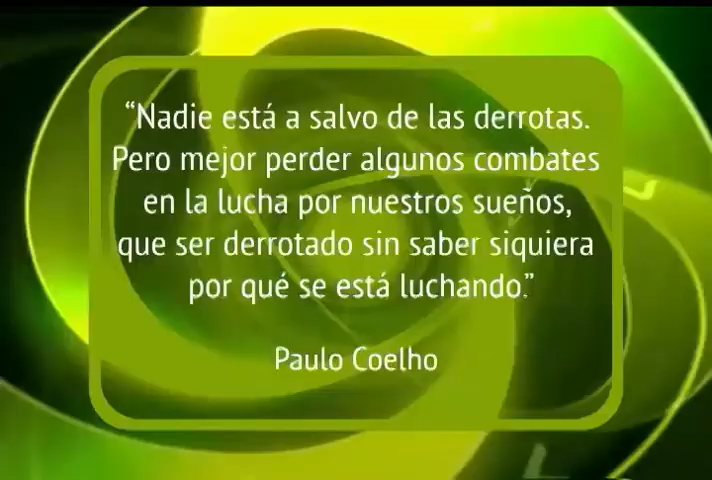 “Nadie está a salvo de las derrotas.
Pero mejor perder algunos combates
en la lucha por nuestros sueños,
que ser derrotado sin saber siquiera
por qué se está luchando.”
Paulo Coelho